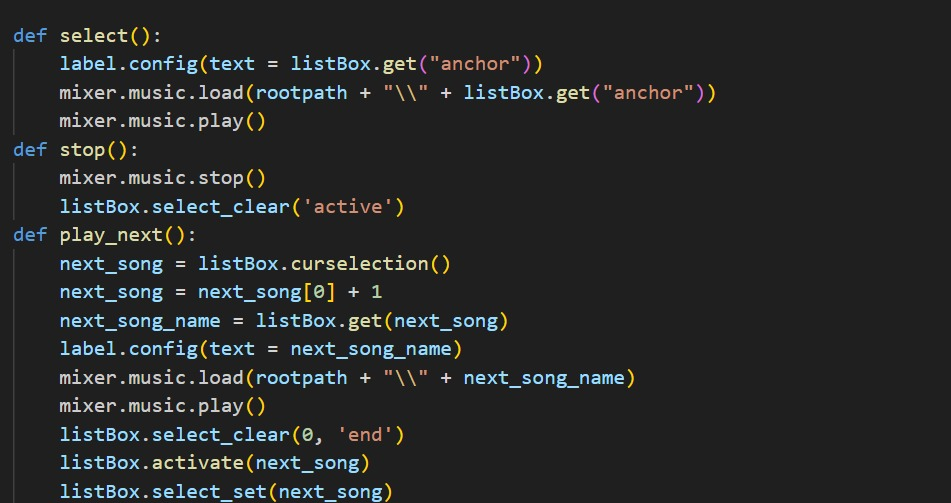 def select():
    label.config(text = listBox.get("anchor"))
    mixer.music.load(rootpath + "\\" + listBox.get("anchor"))
    mixer.music.play()
def stop():
    mixer.music.stop()
    listBox.select_clear('active')
def play_next():
    next_song = listBox.curselection()
    next_song = next_song[0] + 1
    next_song_name = listBox.get(next_song)
    label.config(text = next_song_name)
    mixer.music.load(rootpath + "\\" + next_song_name)
    mixer.music.play()
    listBox.select_clear(0, 'end')
    listBox.activate(next_song)
    listBox.select_set(next_song)